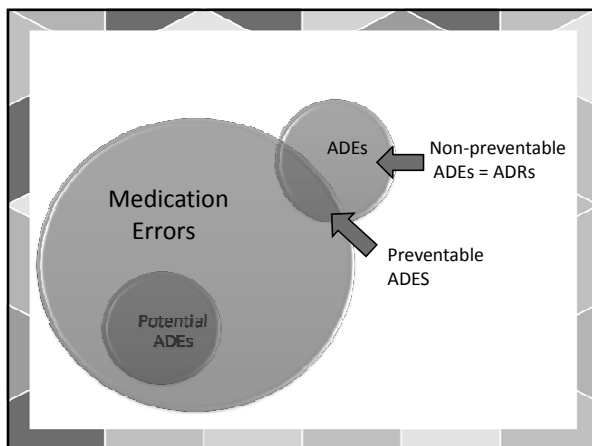 ADEs
Non-preventable
ADEs = ADRs
Medication
Errors
Preventable
ADES
Potential
ADEs